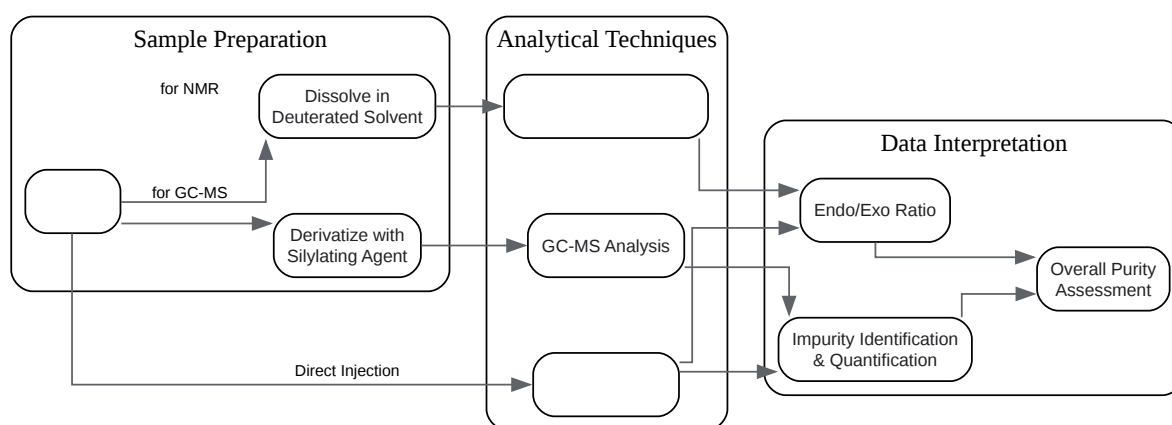 Sample Preparation
for NMR
Dissolve in
Deuterated Solvent
for GC-MS
Derivatize with
Silylating Agent
Direct Injection
Analytical Techniques
GC-MS Analysis
Data Interpretation
Endo/Exo Ratio
Impurity Identification
& Quantification
Overall Purity
Assessment